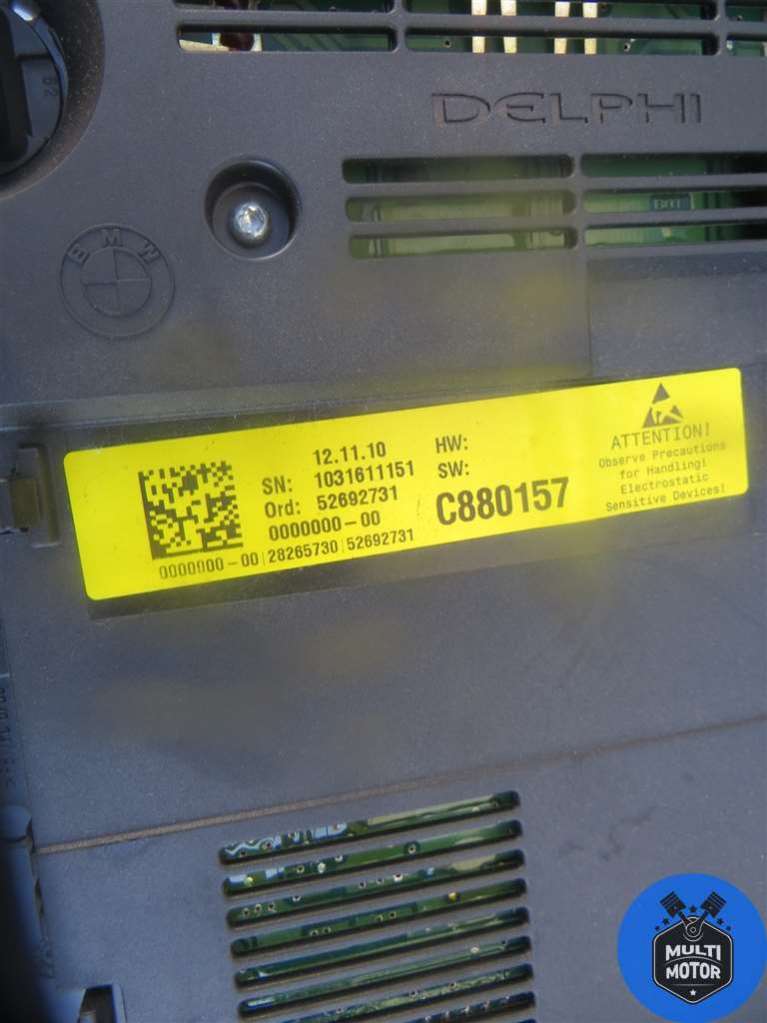 62
DELPHI
BMW
12.11.10
SN: 1031611151
Ord: 52692731
0000000-00
0000000-00|28265730|52692731
HW:
SW:
C880157
ATTENTION!
Observe Precautions
for Handling!
Electrostatic
Sensitive Devices!
MULTI
MOTOR